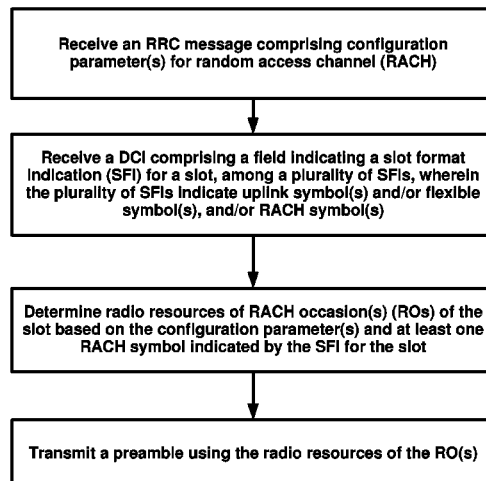 Receive an RRC message comprising configuration
parameter(s) for random access channel (RACH)
Receive a DCI comprising a field indicating a slot format
indication (SFI) for a slot, among a plurality of SFIs, wherein
the plurality of SFIs indicate uplink symbol(s) and/or flexible
symbol(s), and/or RACH symbol(s)
Determine radio resources of RACH occasion(s) (ROs) of the
slot based on the configuration parameter(s) and at least one
RACH symbol indicated by the SFI for the slot
Transmit a preamble using the radio resources of the RO(s)